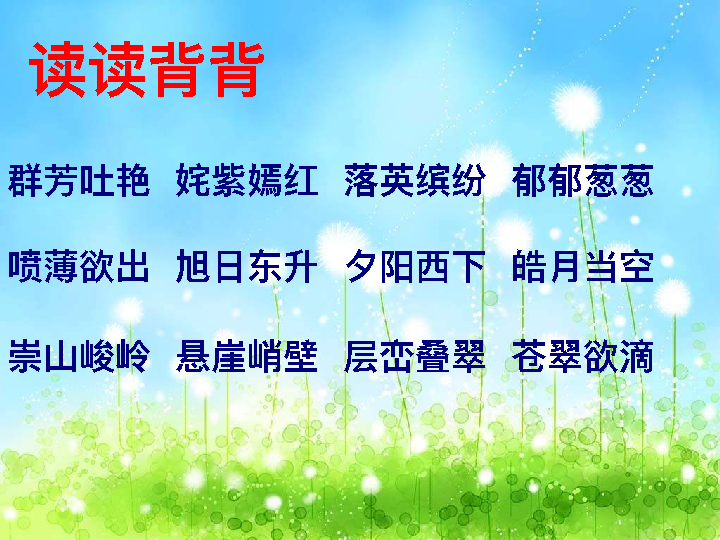 读读背背
群芳吐艳 姹紫嫣红 落英缤纷 郁郁葱葱
喷薄欲出 旭日东升 夕阳西下 皓月当空
崇山峻岭 悬崖峭壁 层峦叠翠 苍翠欲滴